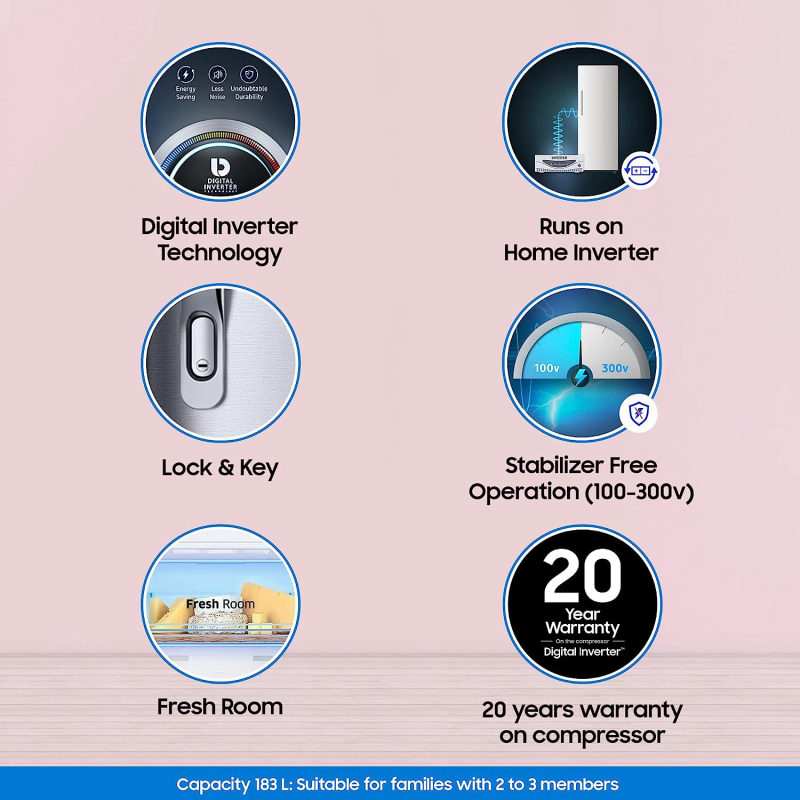 Energy Saving
Less Noise
Undoubtable Durability
DIGITAL
INVERTER
TECHNOLOGY
Digital Inverter
Technology
INVERTER
Runs on
Home Inverter
Lock & Key
100v
300v
Stabilizer Free
Operation (100-300v)
Fresh Room
Fresh Room
20
Year
Warranty
On the compressor
Digital Inverter™
20 years warranty
on compressor
Capacity 183 L: Suitable for families with 2 to 3 members